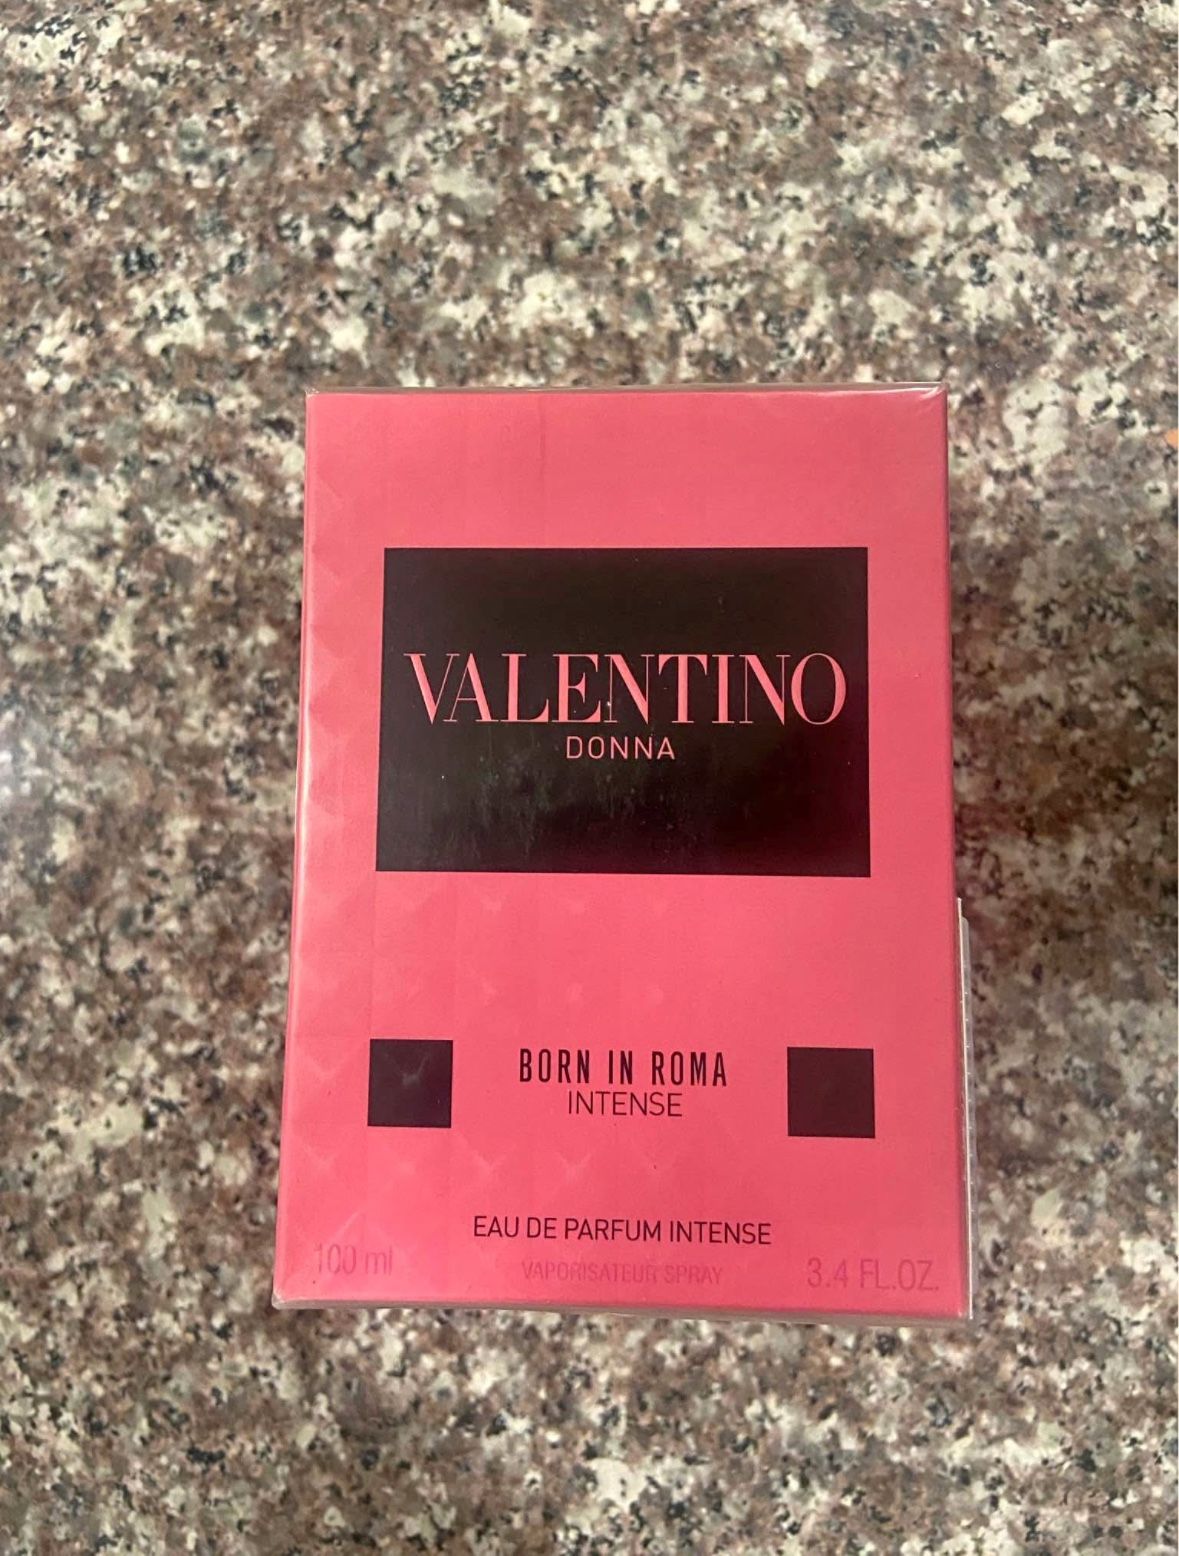 VALENTINO
DONNA
BORN IN ROMA
INTENSE
EAU DE PARFUM INTENSE
100 ml
VAPORISATEUR SPRAY
3.4 FL.OZ.